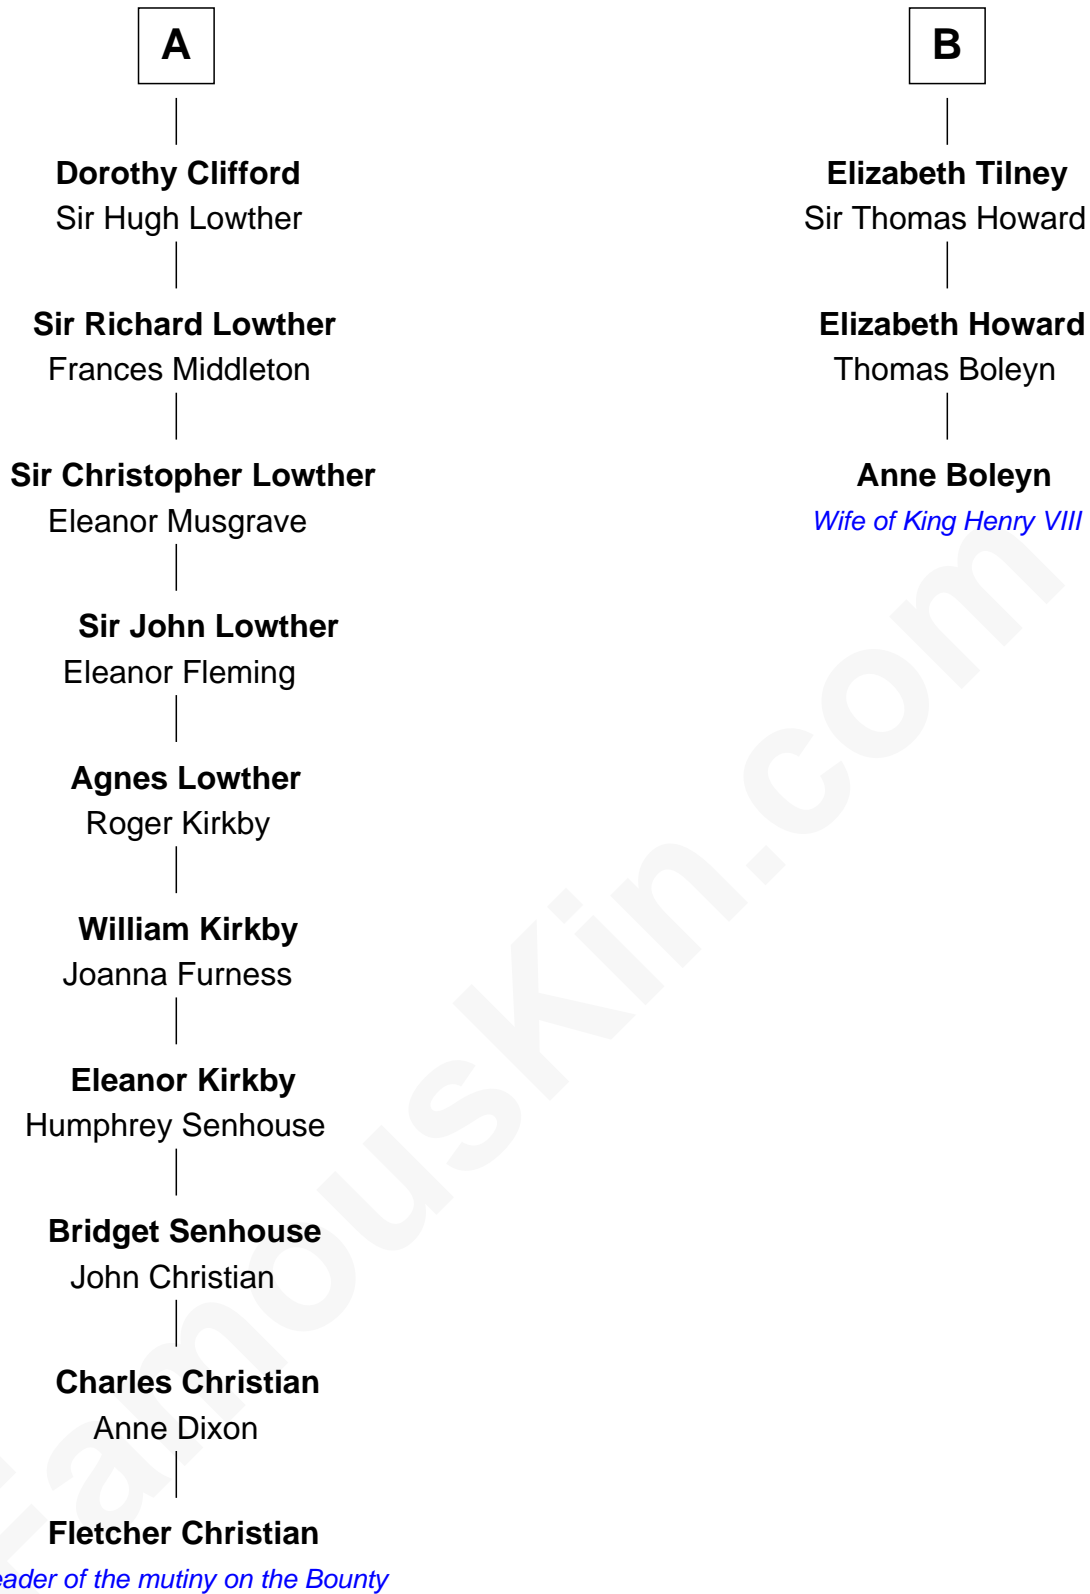 A
Dorothy Clifford
Sir Hugh Lowther
Sir Richard Lowther
Frances Middleton
Sir Christopher Lowther
Eleanor Musgrave
Sir John Lowther
Eleanor Fleming
Agnes Lowther
Roger Kirkby
William Kirkby
Joanna Furness
Eleanor Kirkby
Humphrey Senhouse
Bridget Senhouse
John Christian
Charles Christian
Anne Dixon
Fletcher Christian
eader of the mutiny on the Bounty
B
Elizabeth Tilney
Sir Thomas Howard
Elizabeth Howard
Thomas Boleyn
Anne Boleyn
Wife of King Henry VIII
FamousKin.com